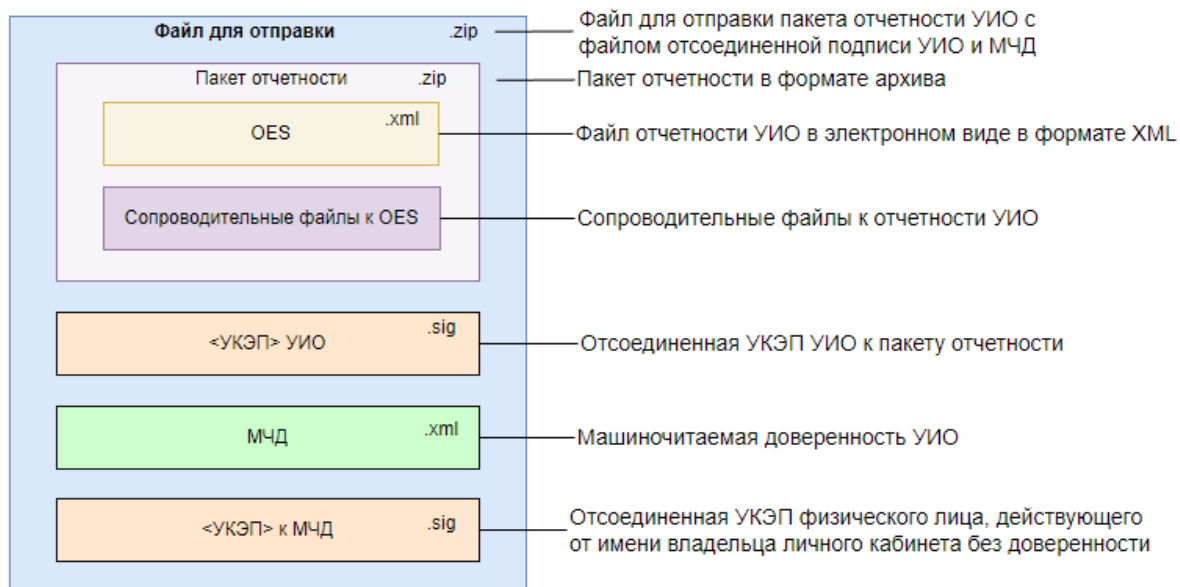 Файл для отправки
.zip
Файл для отправки пакета отчетности УИО с
файлом отсоединенной подписи УИО и МЧД
Пакет отчетности
.zip
Пакет отчетности в формате архива
OES
.xml
Файл отчетности УИО в электронном виде в формате XML
Сопроводительные файлы к OES
Сопроводительные файлы к отчетности УИО
<УКЭП> УИО
.sig
Отсоединенная УКЭП УИО к пакету отчетности
МЧД
.xml
Машиночитаемая доверенность УИО
<УКЭП> к МЧД
.sig
Отсоединенная УКЭП физического лица, действующего
от имени владельца личного кабинета без доверенности